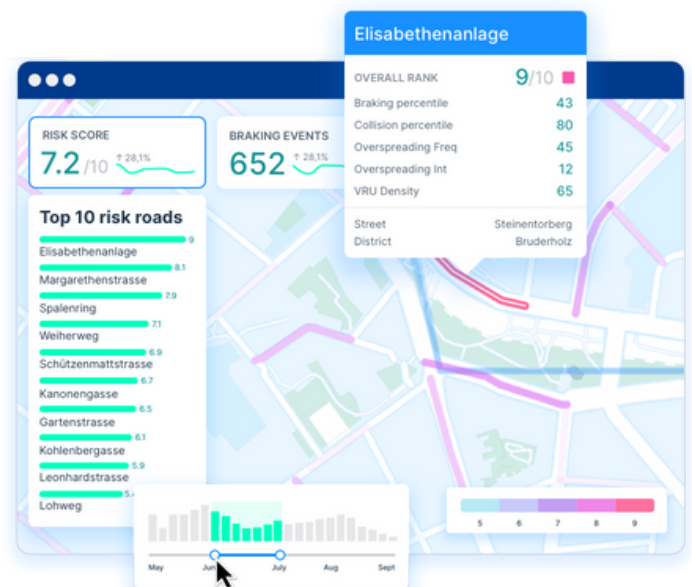 Elisabethenanlage
OVERALL RANK 9/10
Braking percentile 43
Collision percentile 80
Overspreading Freq 45
Overspreading Int 12
VRU Density 65
Street Steinentorberg
District Bruderholz
RISK SCORE
7.2/10 ↑ 28,1%
BRAKING EVENTS
652 ↑ 28,1%
Top 10 risk roads
9
Elisabethenanlage
8.1
Margarethenstrasse
7.9
Spalenring
7.1
Weiherweg
6.9
Schützenmattstrasse
6.7
Kanonengasse
6.5
Gartenstrasse
6.1
Kohlenbergasse
5.9
Leonhardstrasse
Lohweg
May July Aug Sept
5 6 7 8 9